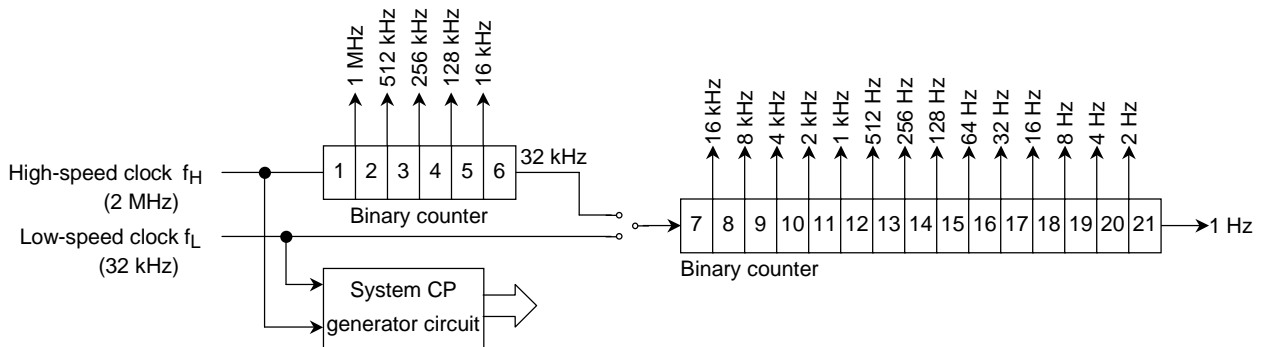 1 MHz
512 kHz
256 kHz
128 kHz
16 kHz
16 kHz
8 kHz
4 kHz
2 kHz
1 kHz
512 Hz
256 Hz
128 Hz
64 Hz
32 Hz
16 Hz
8 Hz
4 Hz
2 Hz
High-speed clock fH
(2 MHz)
1 2 3 4 5 6
32 kHz
Binary counter
Low-speed clock fL
(32 kHz)
7 8 9 10 11 12 13 14 15 16 17 18 19 20 21
1 Hz
Binary counter
System CP
generator circuit